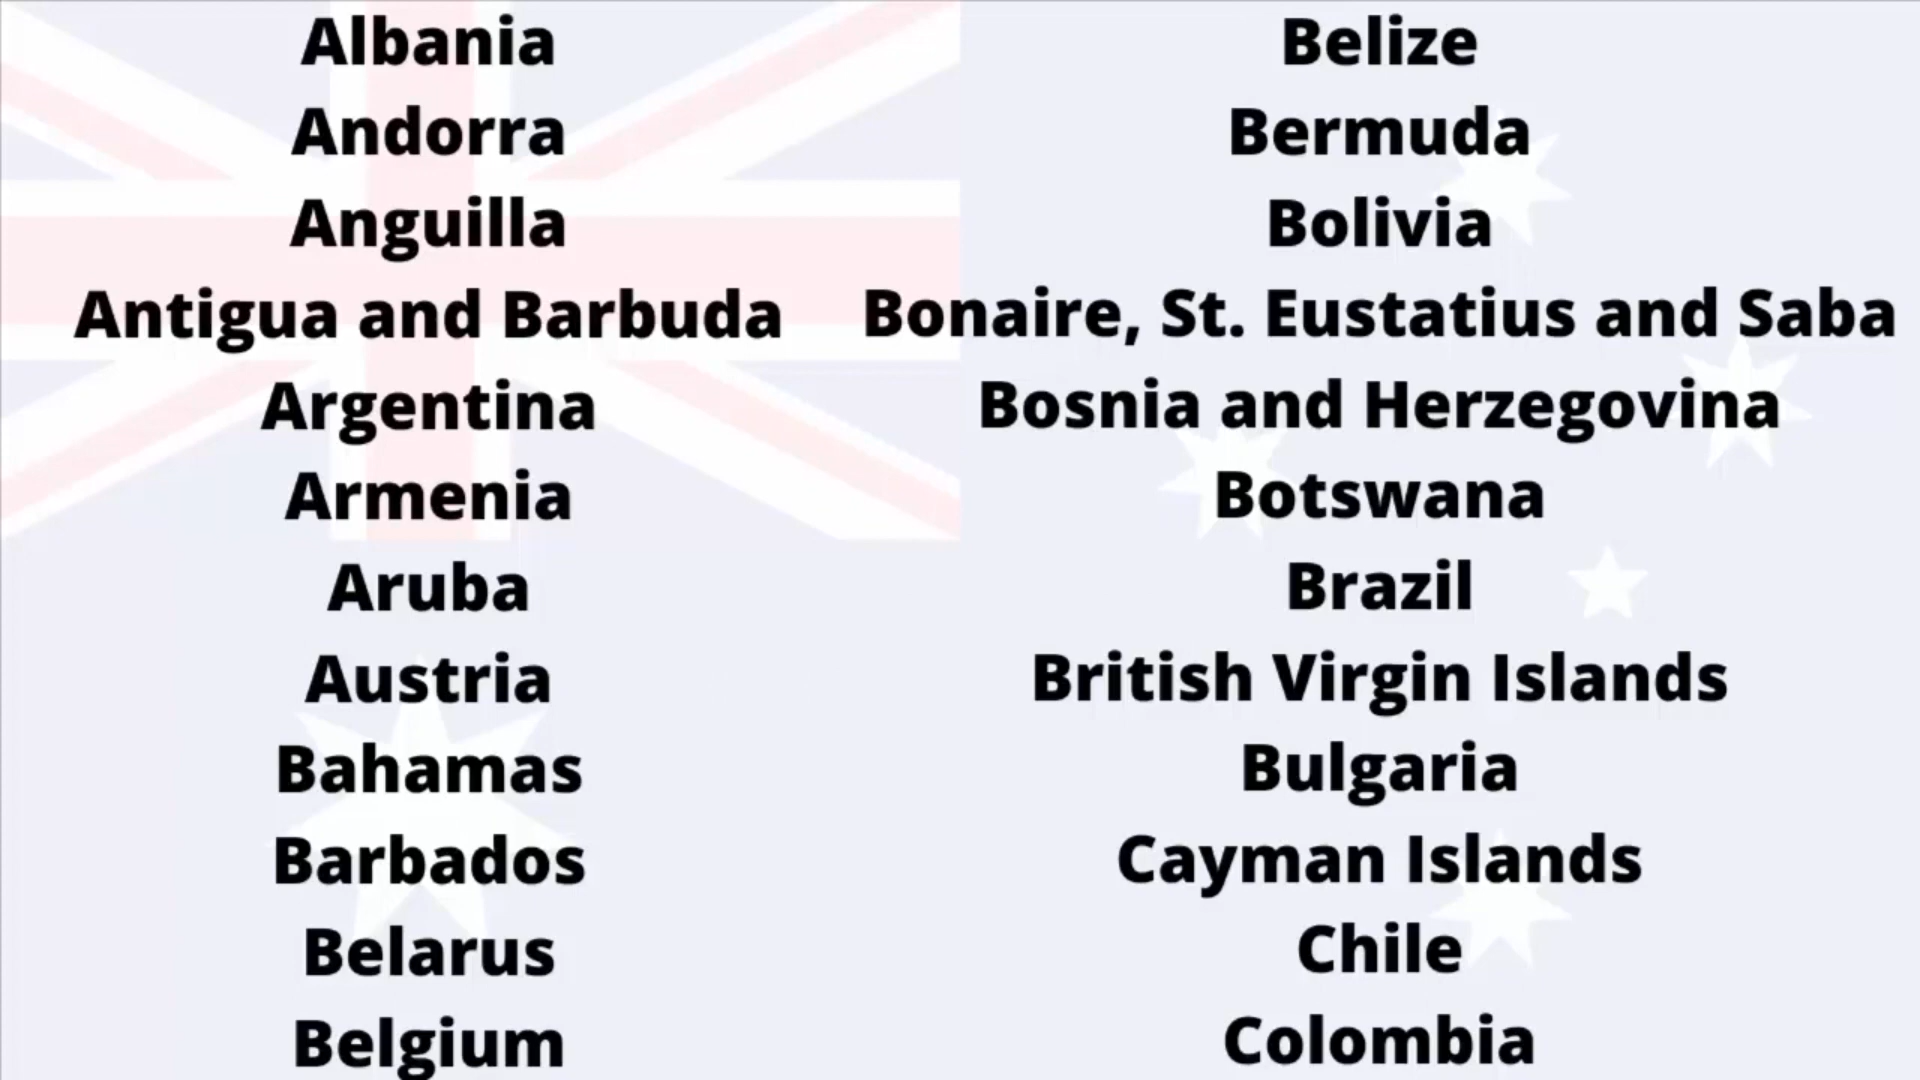 Albania
Andorra
Anguilla
Antigua and Barbuda
Argentina
Armenia
Aruba
Austria
Bahamas
Barbados
Belarus
Belgium
Belize
Bermuda
Bolivia
Bonaire, St. Eustatius and Saba
Bosnia and Herzegovina
Botswana
Brazil
British Virgin Islands
Bulgaria
Cayman Islands
Chile
Colombia